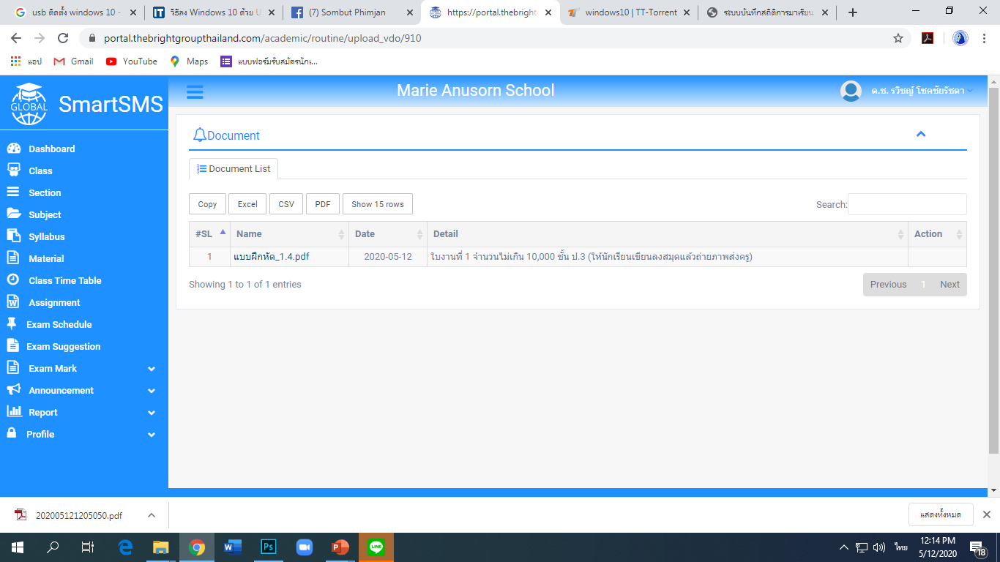 usb ติดตั้ง windows 10 -
วิธีลง Windows 10 ด้วย U
(7) Sombut Phimjan
https://portal.thebright
windows10 | TT-Torrent
ระบบบันทึกสถิติการมาเรียน
portal.thebrightgroupthailand.com/academic/routine/upload_vdo/910
แอป
Gmail
YouTube
Maps
แบบฟอร์มรับสมัครนักเ...
GLOBAL
SmartSMS
Marie Anusorn School
ด.ช. รวิชญ์ โชคชัยรัชดา
Dashboard
Class
Section
Subject
Syllabus
Material
Class Time Table
Assignment
Exam Schedule
Exam Suggestion
Exam Mark
Announcement
Report
Profile
Document
Document List
Copy
Excel
CSV
PDF
Show 15 rows
Search:
#SL Name Date Detail Action
1 แบบฝึกหัด_1.4.pdf 2020-05-12 ใบงานที่ 1 จำนวนไม่เกิน 10,000 ชั้น ป.3 (ให้นักเรียนเขียนลงสมุดแล้วถ่ายภาพส่งครู)
Showing 1 to 1 of 1 entries
Previous 1 Next
202005121205050.pdf
แสดงทั้งหมด
ไทย
12:14 PM
5/12/2020
18